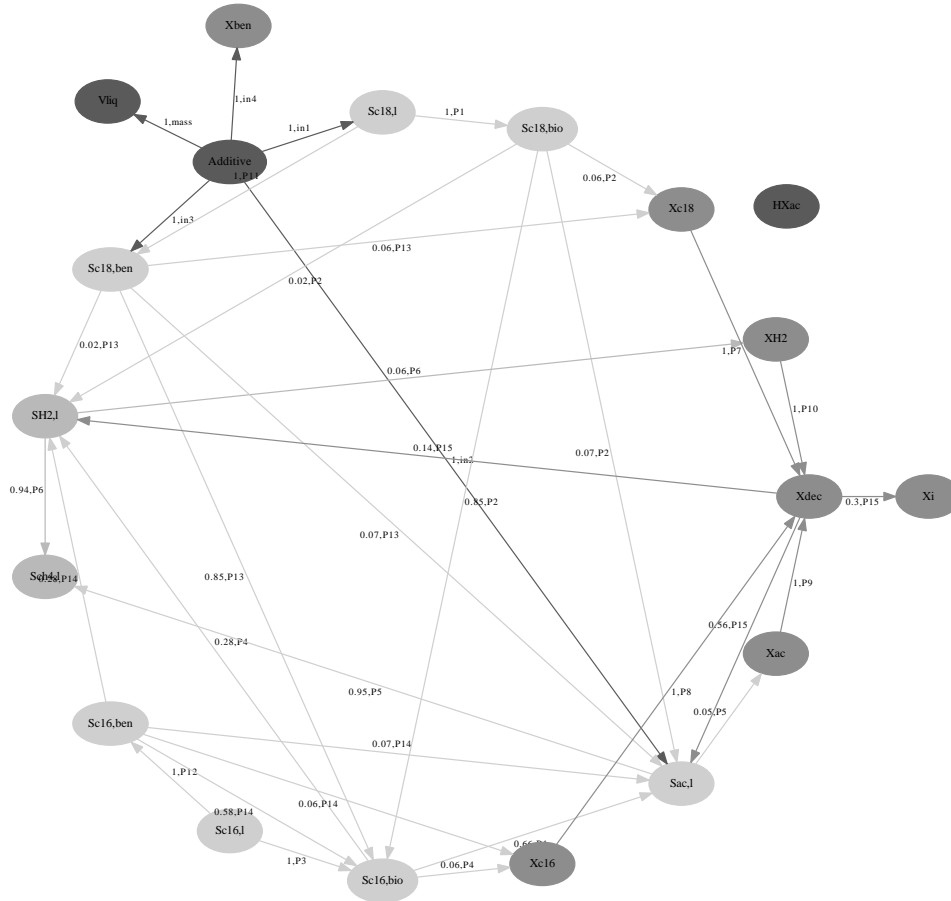 Xben
Vliq
1,in4
Sc18,l
1,P1
1,mass
1,in1
Sc18,bio
Additive
1,P11
0.06,P2
HXac
Xc18
1,in3
0.06,P13
Sc18,ben
0.02,P2
0.02,P13
XH2
1,P7
0.06,P6
SH2,l
1,P10
0.14,P15
1,in2
0.07,P2
0.94,P6
0.85,P2
Xdec
0.3,P15
Xi
0.07,P13
Sch4,l
0.28,P14
0.85,P13
1,P9
0.56,P15
0.28,P4
Xac
0.95,P5
1,P8
0.05,P5
Sc16,ben
0.07,P14
1,P12
Sac,l
0.06,P14
0.58,P14
Sc16,l
1,P3
0.06,P4
Xc16
Sc16,bio